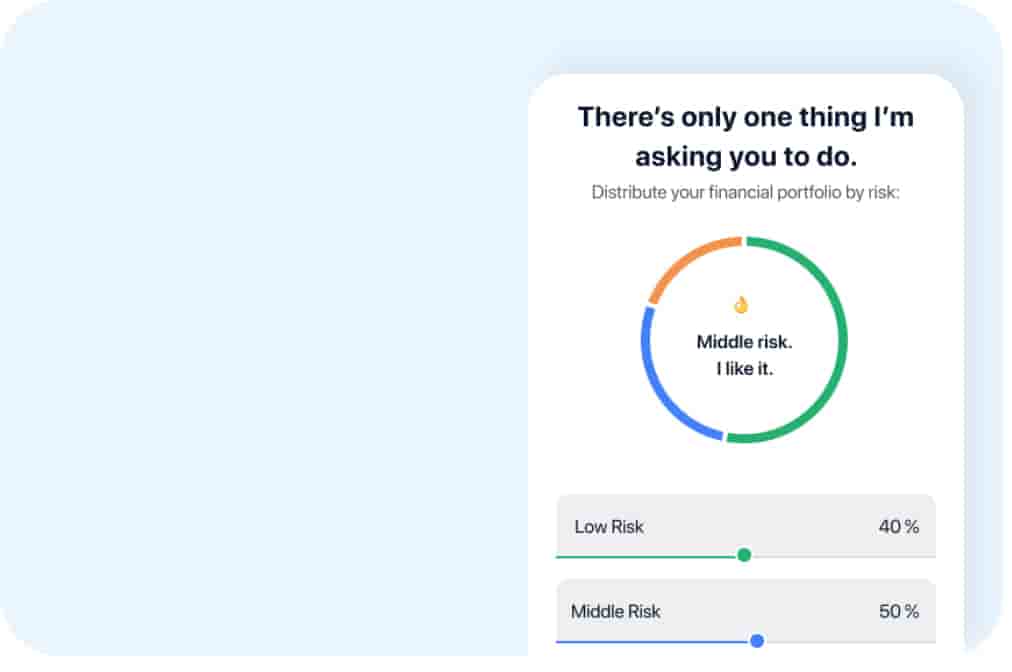 There’s only one thing I’m
asking you to do.
Distribute your financial portfolio by risk:
👌
Middle risk.
I like it.
Low Risk 40 %
Middle Risk 50 %